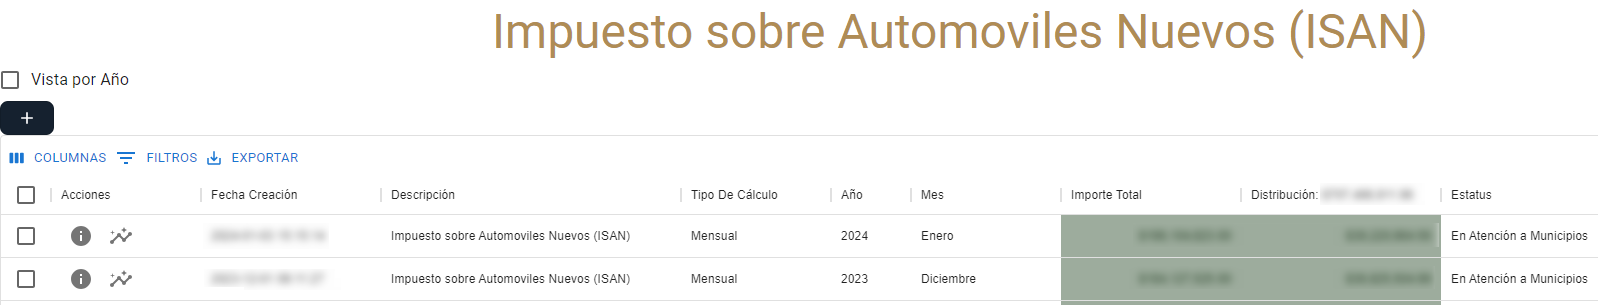 Impuesto sobre Automoviles Nuevos (ISAN)
Vista por Año
+
COLUMNAS FILTROS EXPORTAR
Acciones Fecha Creación Descripción Tipo De Cálculo Año Mes Importe Total Distribución: Estatus
Impuesto sobre Automoviles Nuevos (ISAN) Mensual 2024 Enero En Atención a Municipios
Impuesto sobre Automoviles Nuevos (ISAN) Mensual 2023 Diciembre En Atención a Municipios